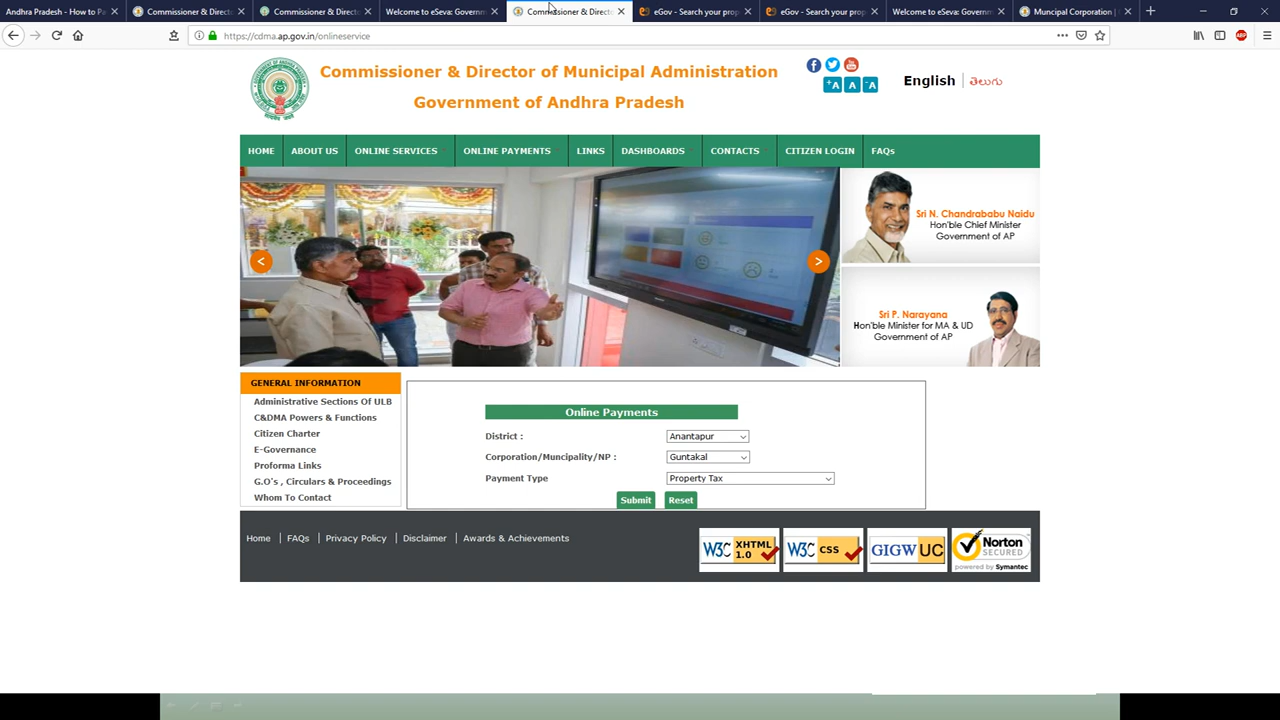 Andhra Pradesh - How to Pa
Commissioner & Directo
Commissioner & Directo
Welcome to eSeva: Governm
Commissioner & Directo
eGov - Search your prop
eGov - Search your prop
Welcome to eSeva: Governm
Muncipal Corporation |
https://cdma.ap.gov.in/onlineservice
ABP
Commissioner & Director of Municipal Administration
Government of Andhra Pradesh
+A A -A
English
తెలుగు
HOME ABOUT US ONLINE SERVICES ONLINE PAYMENTS LINKS DASHBOARDS CONTACTS CITIZEN LOGIN FAQs
< >
Sri N. Chandrababu Naidu
Hon'ble Chief Minister
Government of AP
Sri P. Narayana
Hon'ble Minister for MA & UD
Government of AP
GENERAL INFORMATION
Administrative Sections Of ULB
C&DMA Powers & Functions
Citizen Charter
E-Governance
Proforma Links
G.O's , Circulars & Proceedings
Whom To Contact
Online Payments
District : Anantapur
Corporation/Muncipality/NP : Guntakal
Payment Type Property Tax
Submit Reset
Home FAQs Privacy Policy Disclaimer Awards & Achievements
W3C XHTML 1.0
W3C CSS
GIGW UC
Norton
SECURED
powered by Symantec